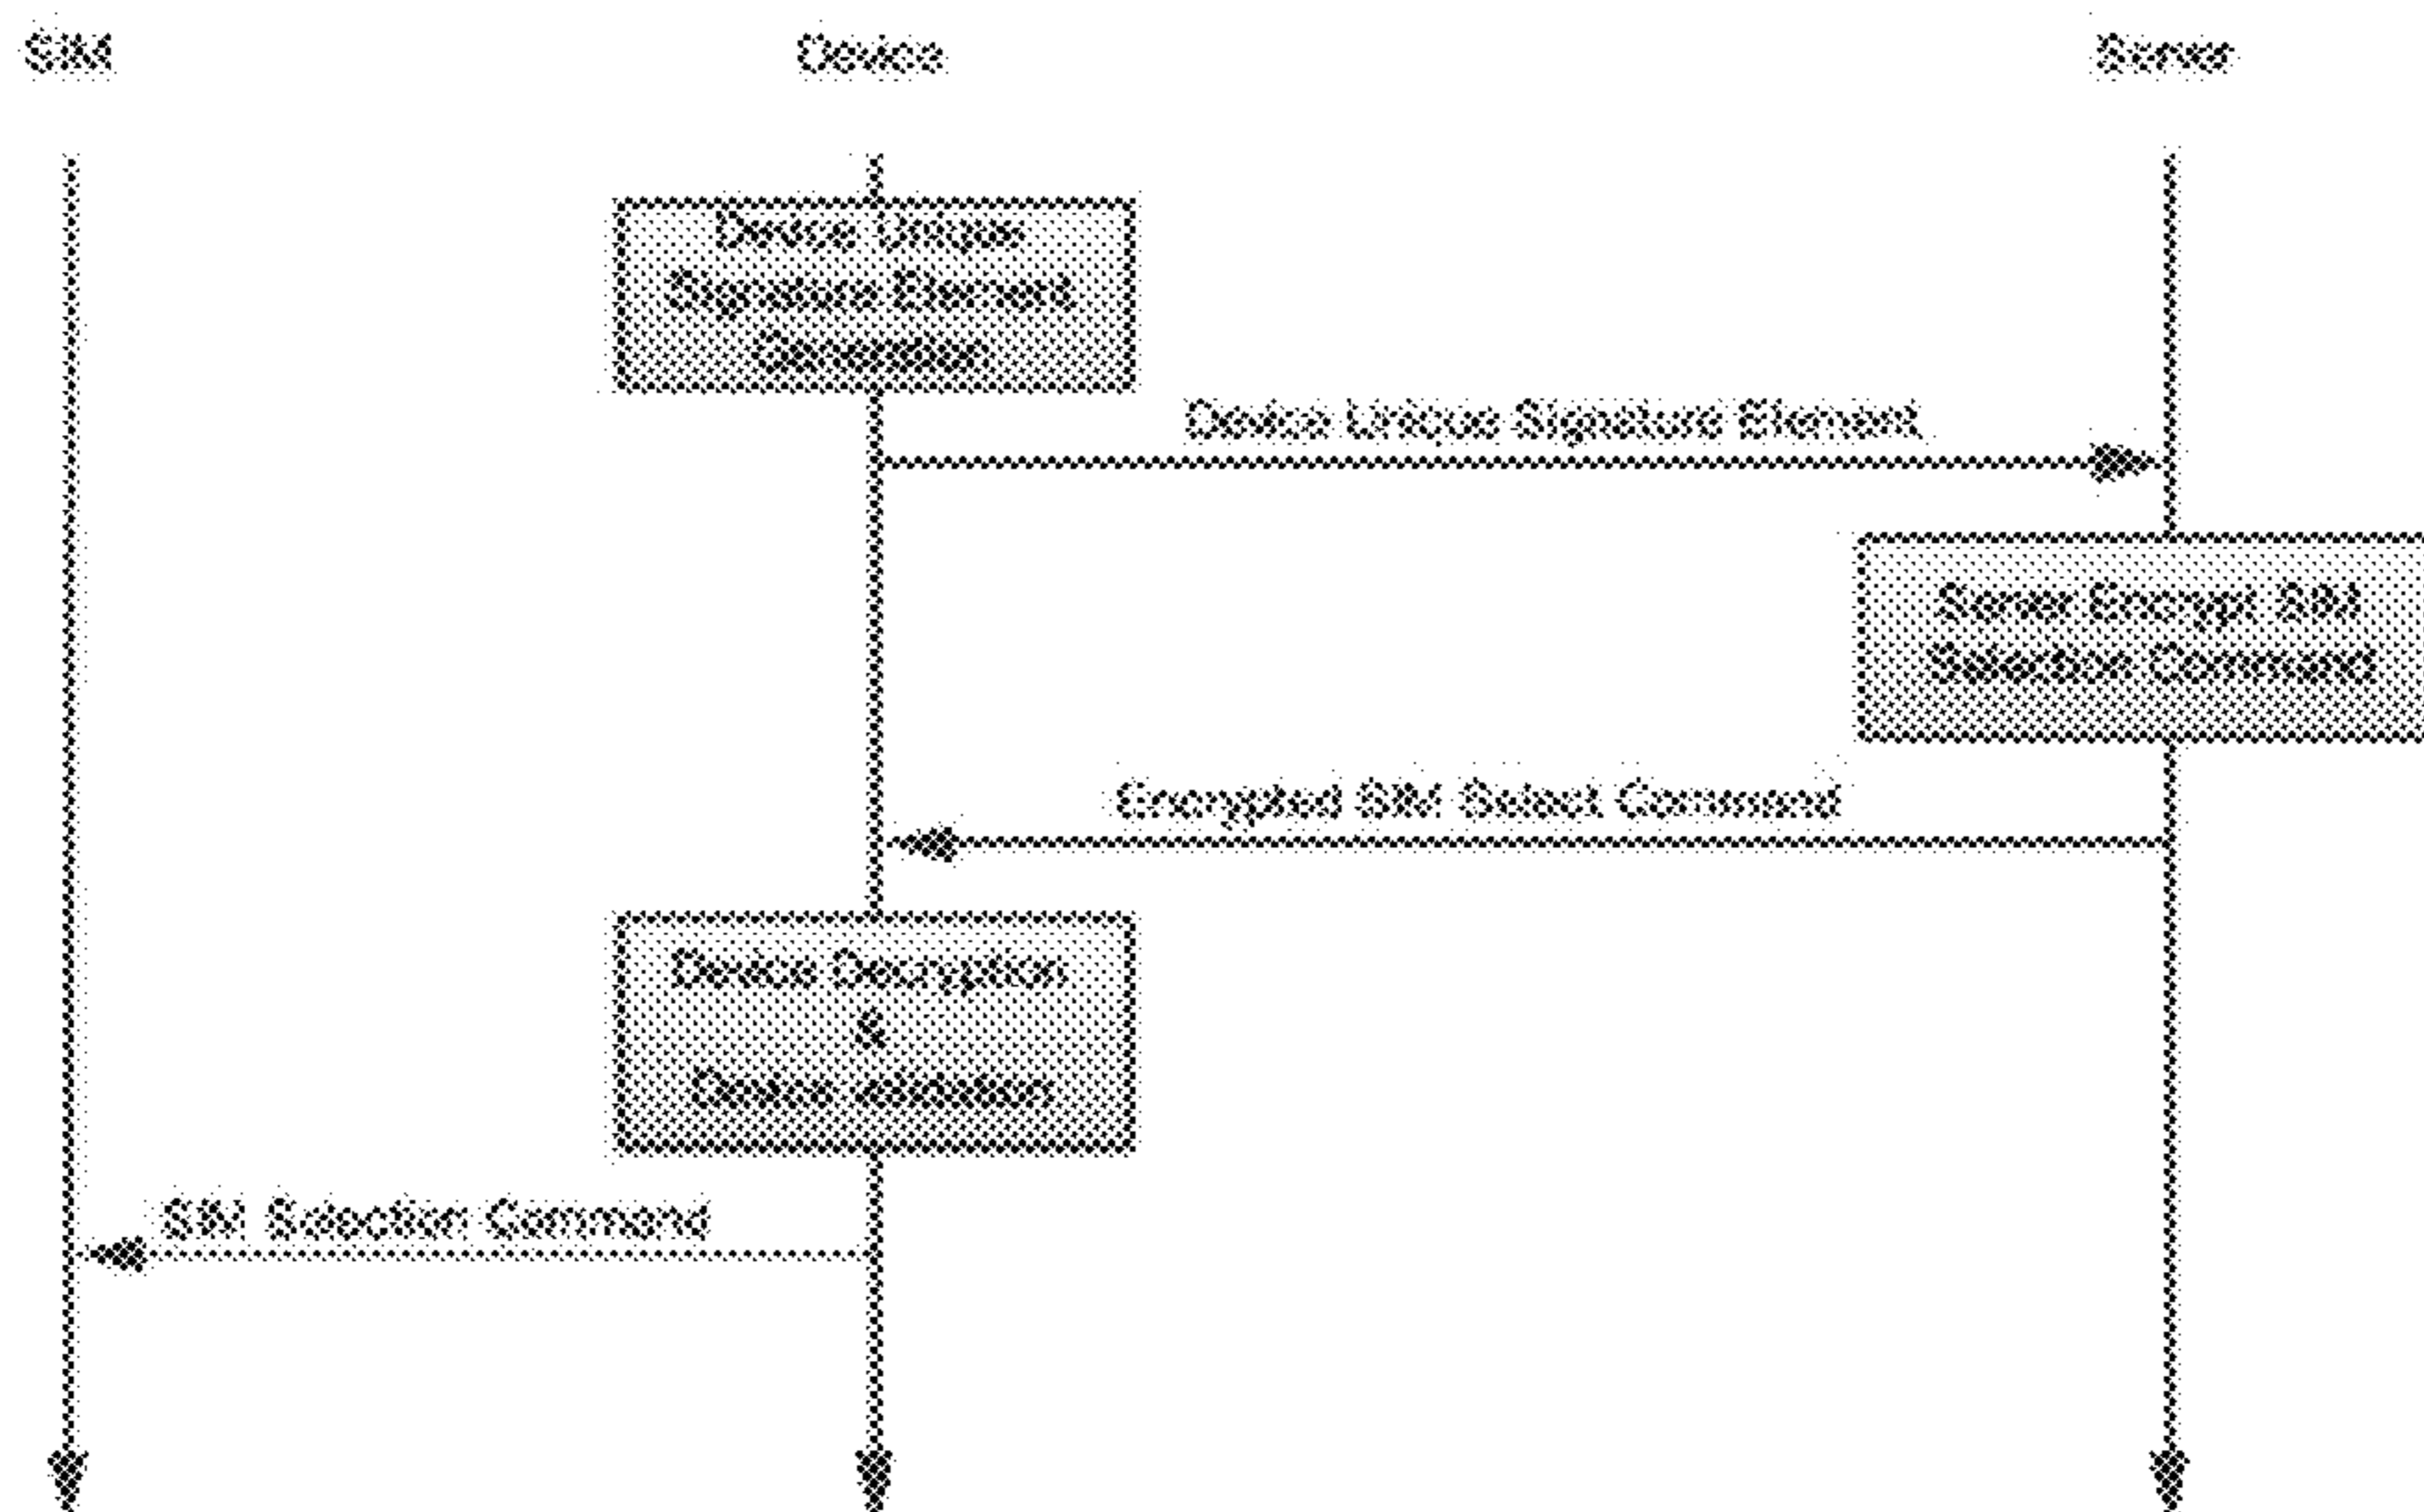 SIM
Device
Server
Device Unique
Signature Element
Generation
Device Unique Signature Element
Server Encrypt SIM
Selection Command
Encrypted SIM Select Command
Device Decryption
&
Device
SIM Selection Command